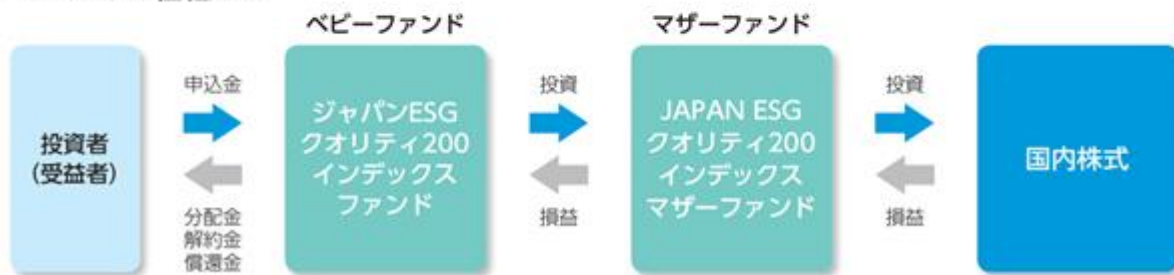 ベビーファンド
マザーファンド
投資者
(受益者)
申込金
分配金
解約金
償還金
ジャパンESG
クオリティ200
インデックス
ファンド
投資
損益
JAPAN ESG
クオリティ200
インデックス
マザーファンド
投資
損益
国内株式